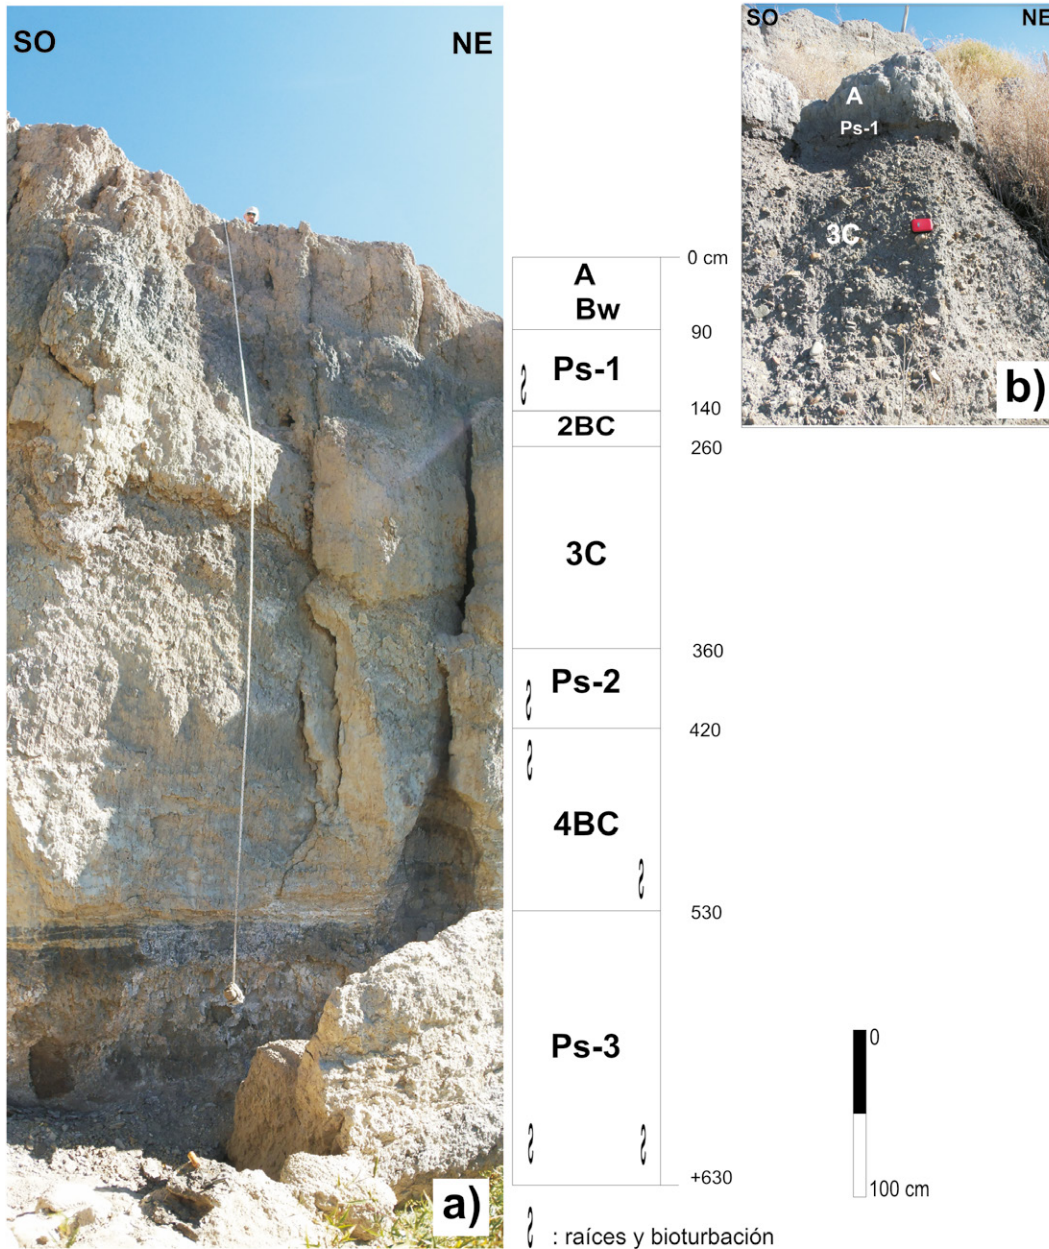 SO NE
a)
A
Bw
Ps-1
2BC
3C
Ps-2
4BC
Ps-3
0 cm
90
140
260
360
420
530
+630
: raíces y bioturbación
SO NE
A
Ps-1
3C
b)
0
100 cm